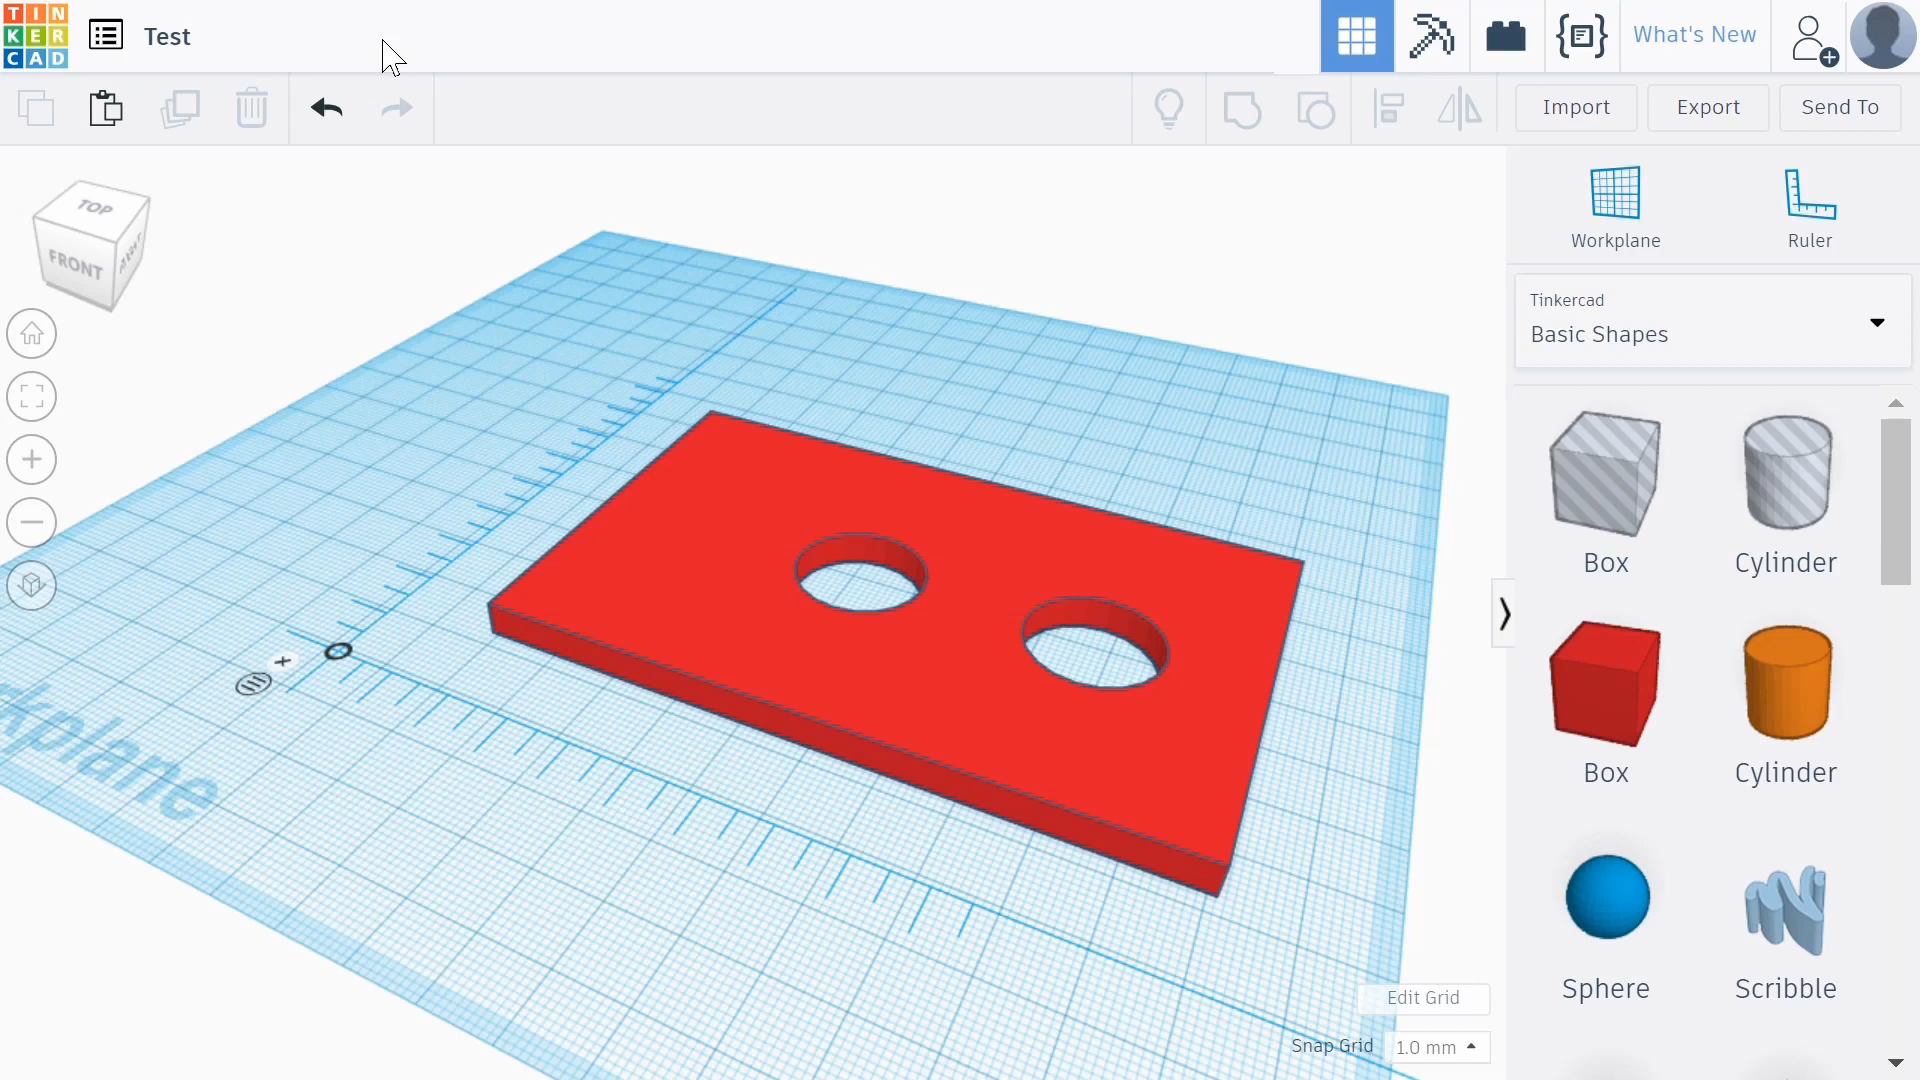 TIN
KER
CAD
Test
What's New
Import
Export
Send To
TOP
FRONT
Workplane
Ruler
Tinkercad
Basic Shapes
Box
Cylinder
Box
Cylinder
Sphere
Scribble
rkplane
Edit Grid
Snap Grid
1.0 mm